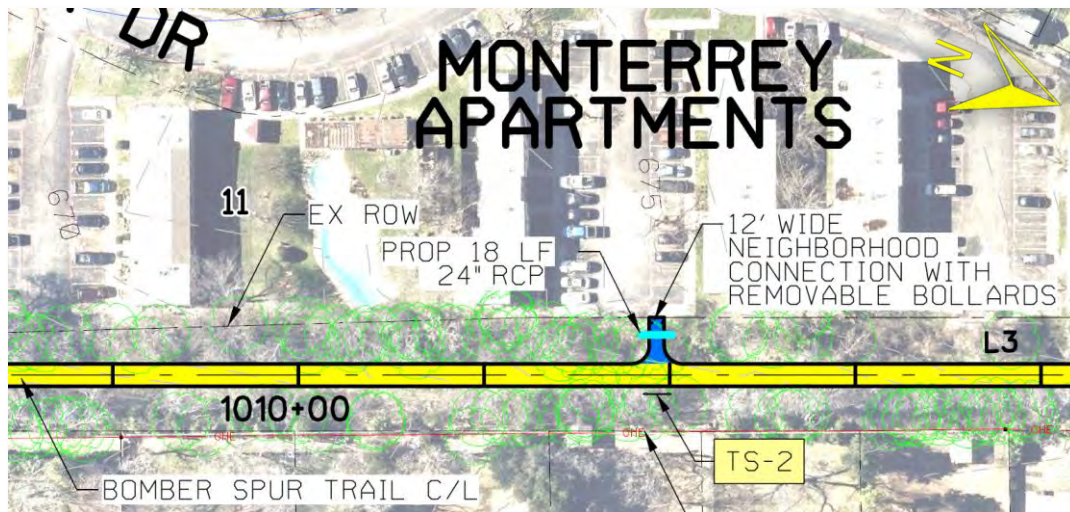 DR
MONTERREY
APARTMENTS
N
670
11
EX ROW
PROP 18 LF
24" RCP
675
12' WIDE
NEIGHBORHOOD
CONNECTION WITH
REMOVABLE BOLLARDS
L3
1010+00
OHE
OHE
OHE
TS-2
BOMBER SPUR TRAIL C/L